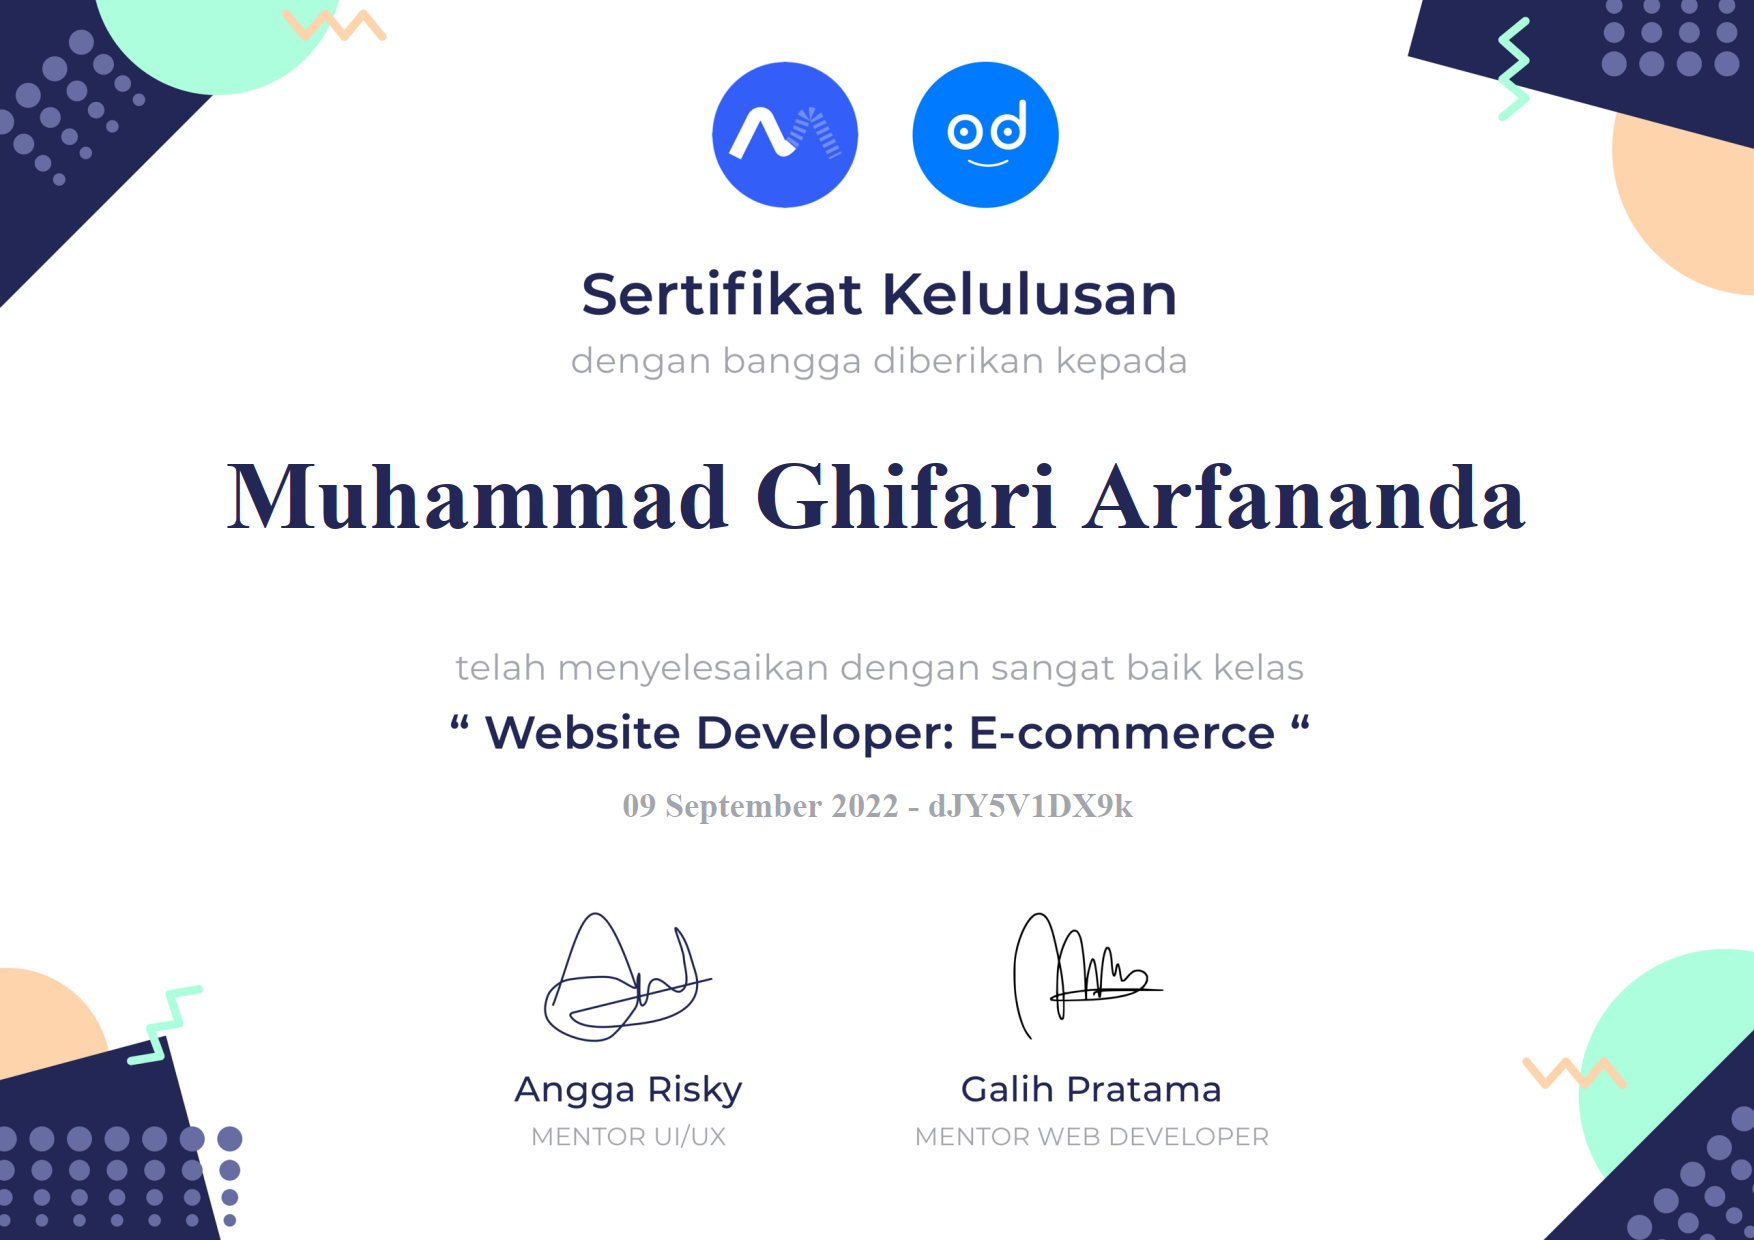 od
Sertifikat Kelulusan
dengan bangga diberikan kepada
Muhammad Ghifari Arfananda
telah menyelesaikan dengan sangat baik kelas
“ Website Developer: E-commerce “
09 September 2022 - dJY5V1DX9k
Angga Risky
MENTOR UI/UX
Galih Pratama
MENTOR WEB DEVELOPER